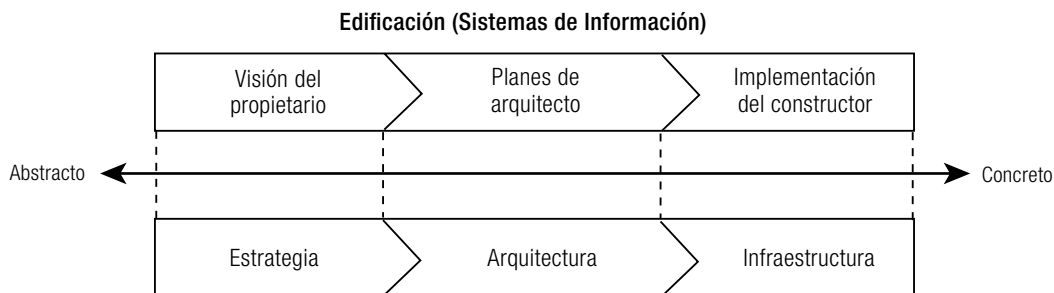 Edificación (Sistemas de Información)
Visión del
propietario
Planes de
arquitecto
Implementación
del constructor
Abstracto
Concreto
Estrategia
Arquitectura
Infraestructura